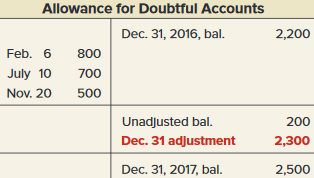 Allowance for Doubtful Accounts
Dec. 31, 2016, bal. 2,200
Feb. 6 800
July 10 700
Nov. 20 500
Unadjusted bal. 200
Dec. 31 adjustment 2,300
Dec. 31, 2017, bal. 2,500